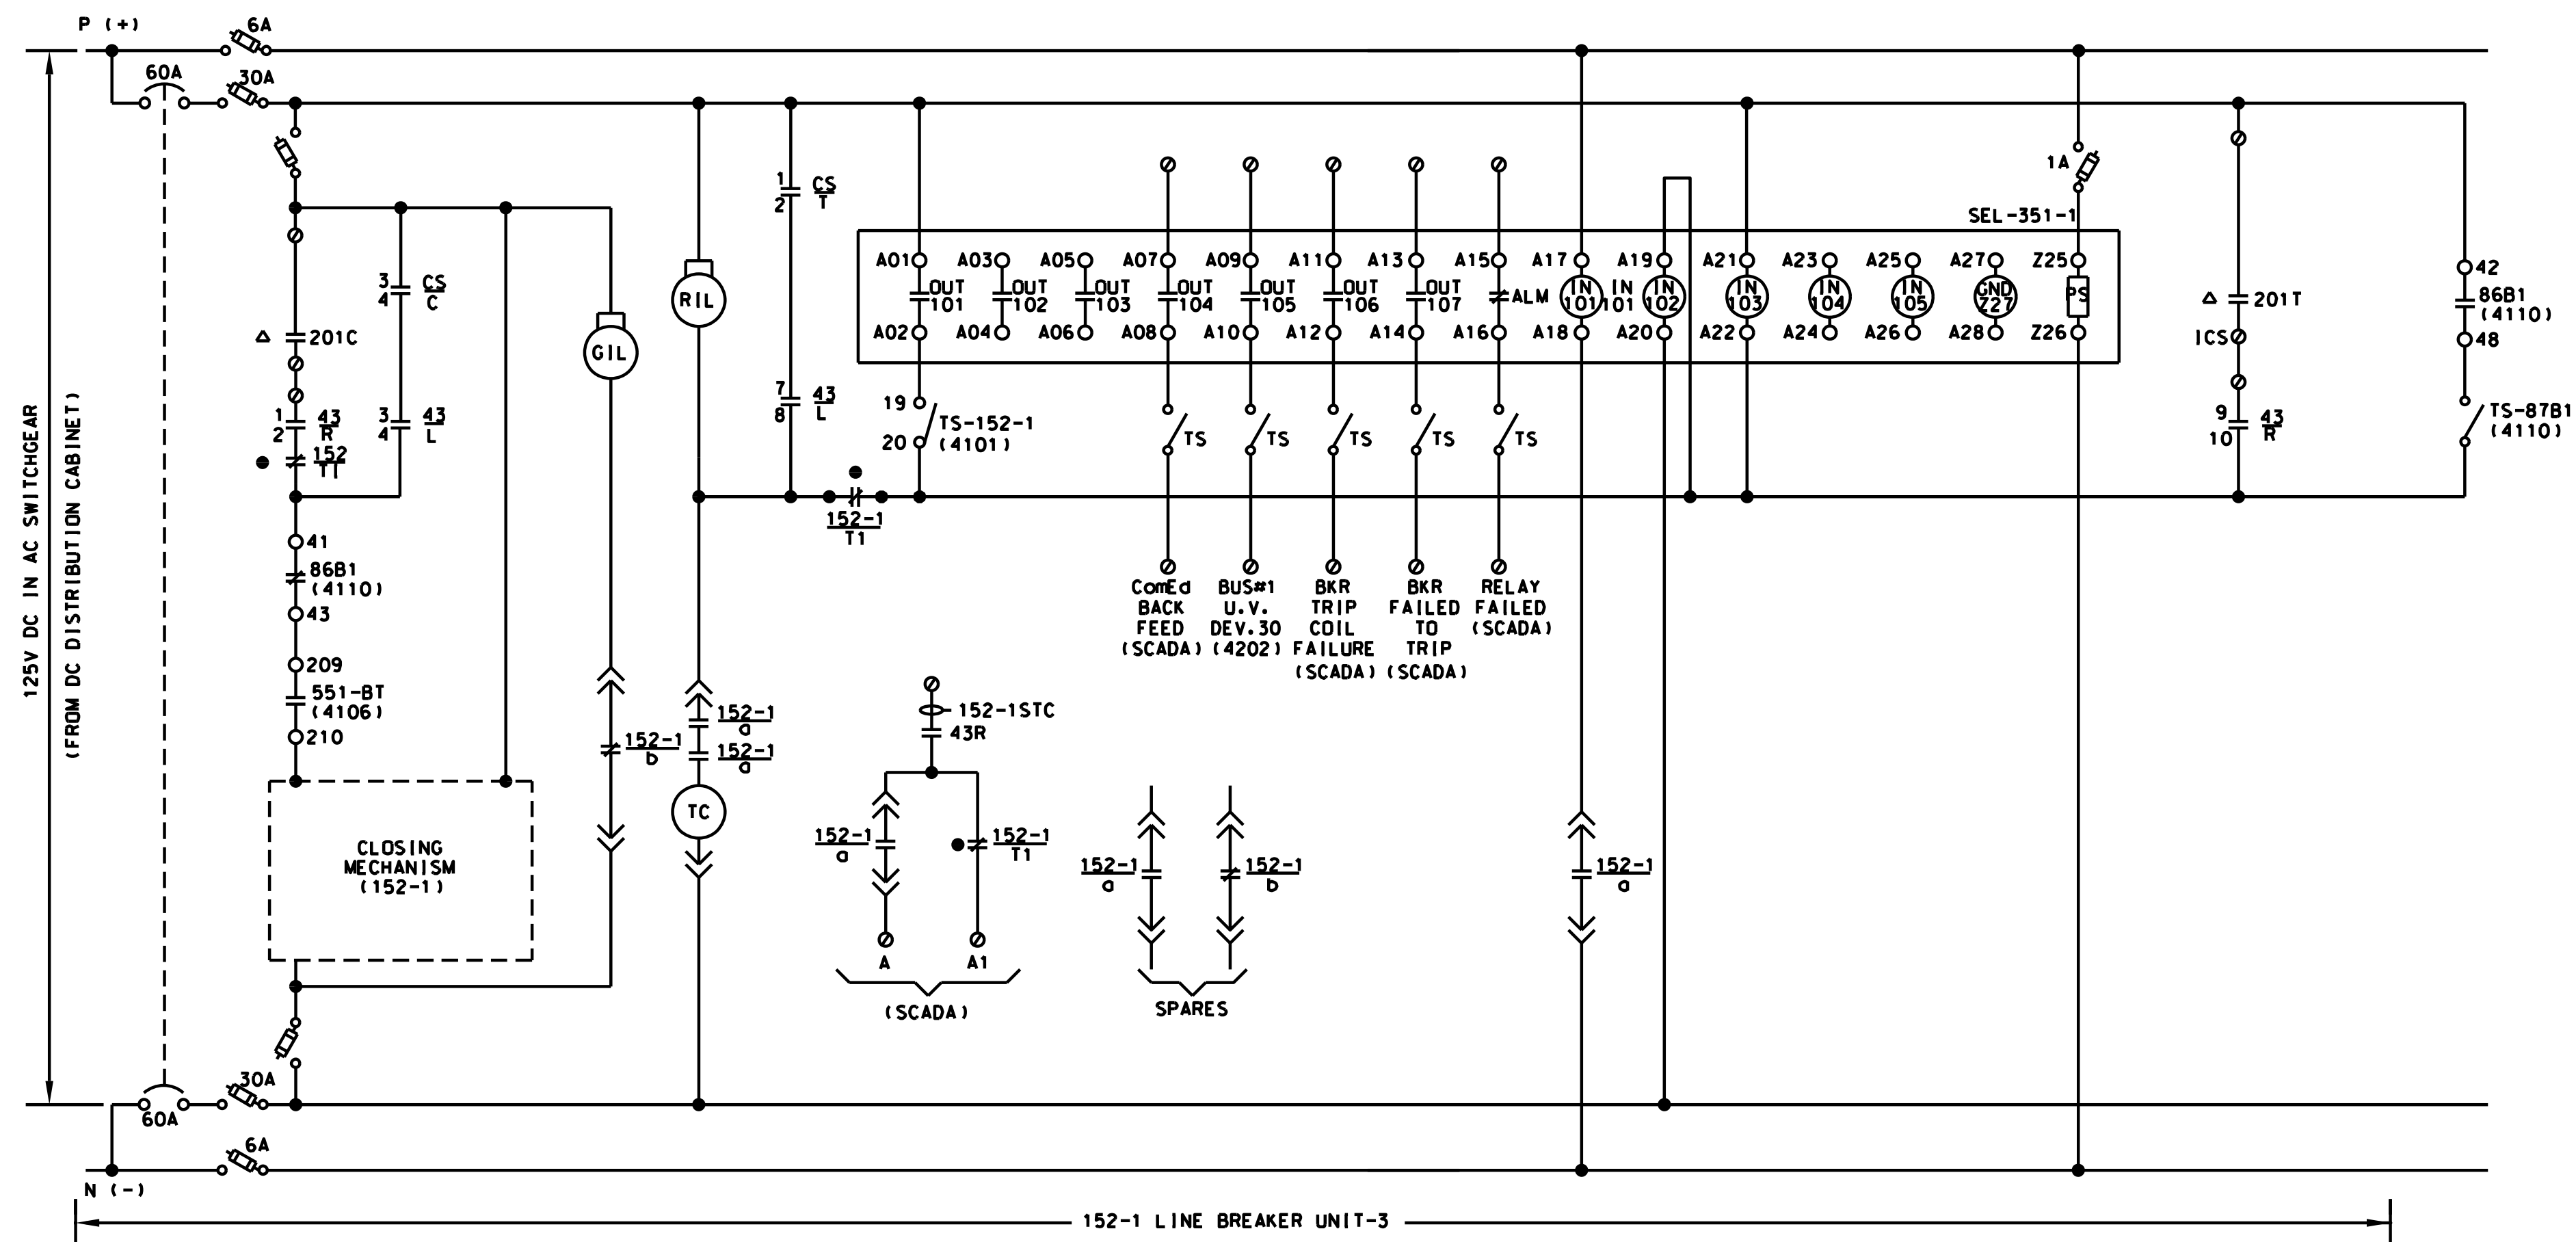 P (+)
6A
60A
30A
125V DC IN AC SWITCHGEAR
(FROM DC DISTRIBUTION CABINET)
Δ 201C
1
2
43
R
152
T1
3
4
CS
C
3
4
43
L
41
86B1
(4110)
43
209
551-BT
(4106)
210
CLOSING
MECHANISM
(152-1)
GIL
152-1
b
RIL
152-1
a
152-1
a
TC
1
2
CS
T
7
8
43
L
152-1
T1
19
20
TS-152-1
(4101)
SEL-351-1
1A
A01 A03 A05 A07 A09 A11 A13 A15 A17 A19 A21 A23 A25 A27 Z25
OUT
101
OUT
102
OUT
103
OUT
104
OUT
105
OUT
106
OUT
107
ALM
IN
101
IN
101
IN
102
IN
103
IN
104
IN
105
GND
Z27
PS
A02 A04 A06 A08 A10 A12 A14 A16 A18 A20 A22 A24 A26 A28 Z26
TS
TS
TS
TS
TS
ComEd
BACK
FEED
(SCADA)
BUS#1
U.V.
DEV.30
(4202)
BKR
TRIP
COIL
FAILURE
(SCADA)
BKR
FAILED
TO
TRIP
(SCADA)
RELAY
FAILED
(SCADA)
152-1STC
43R
152-1
a
152-1
T1
A
A1
(SCADA)
152-1
a
152-1
b
SPARES
152-1
a
Δ 201T
ICS
9
10
43
R
42
86B1
(4110)
48
TS-87B1
(4110)
30A
60A
6A
N (-)
152-1 LINE BREAKER UNIT-3